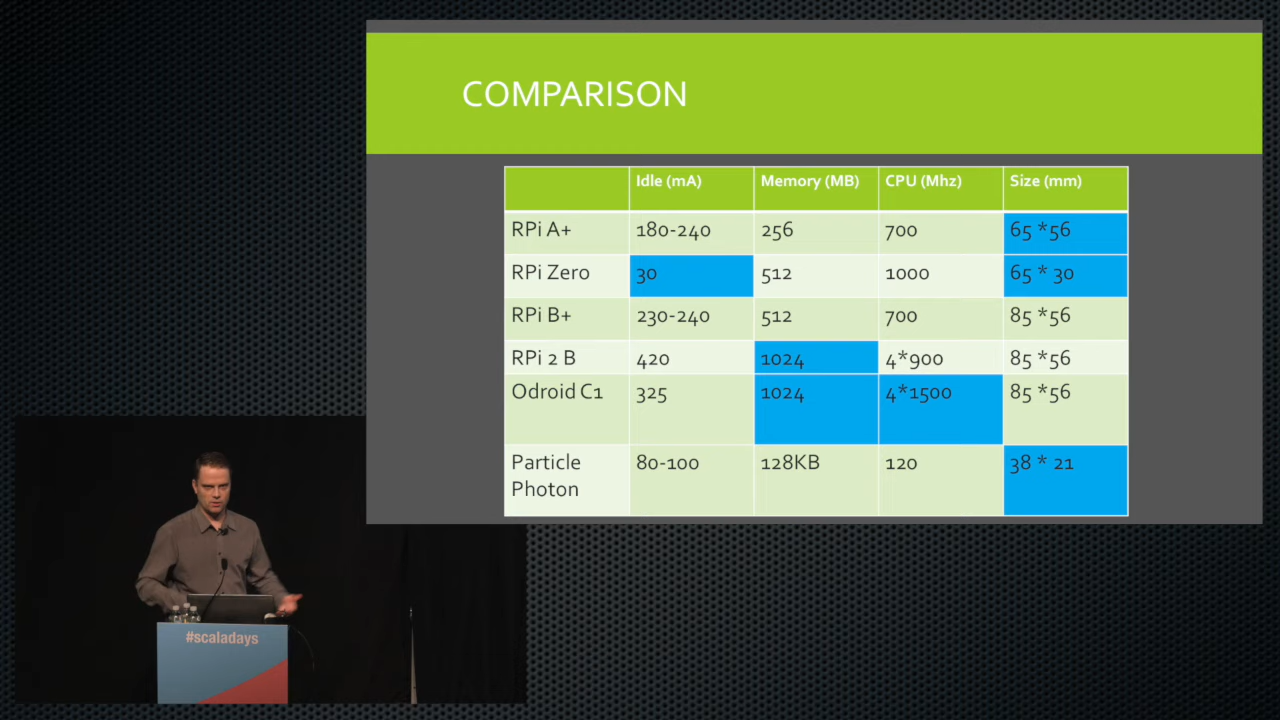 COMPARISON
Idle (mA) Memory (MB) CPU (Mhz) Size (mm)
RPi A+ 180-240 256 700 65 *56
RPi Zero 30 512 1000 65 * 30
RPi B+ 230-240 512 700 85 *56
RPi 2 B 420 1024 4*900 85 *56
Odroid C1 325 1024 4*1500 85 *56
Particle 80-100 128KB 120 38 * 21
Photon
#scaladays